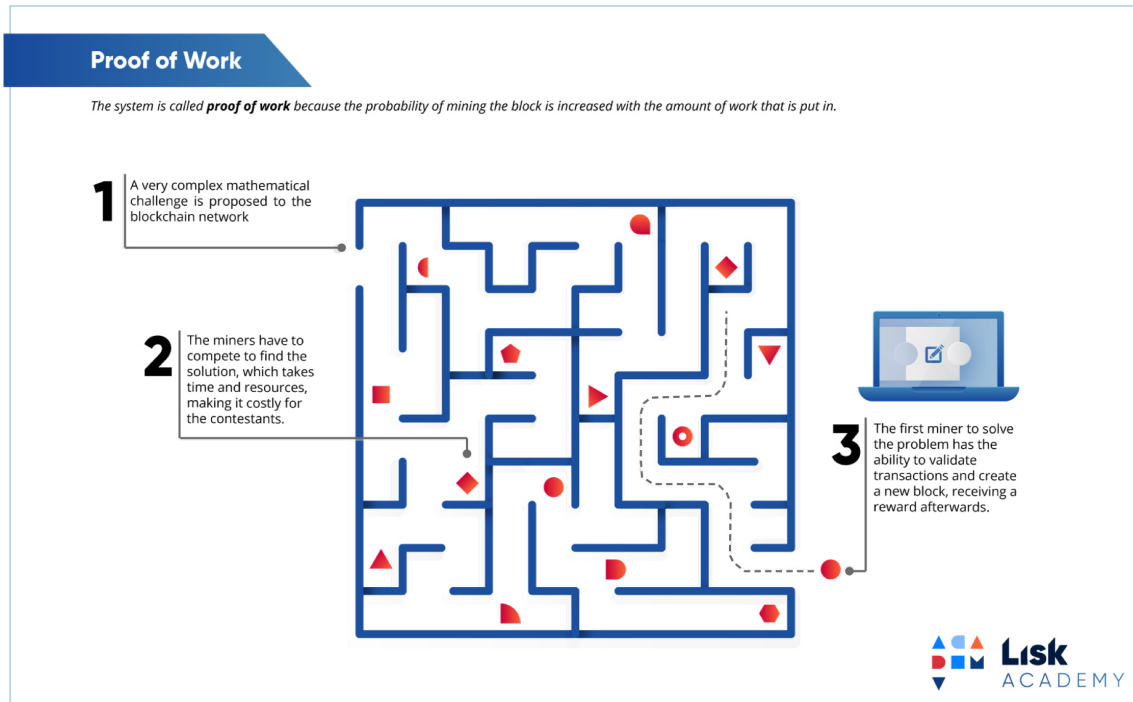 Proof of Work
The system is called proof of work because the probability of mining the block is increased with the amount of work that is put in.
1
A very complex mathematical
challenge is proposed to the
blockchain network
2
The miners have to
compete to find the
solution, which takes
time and resources,
making it costly for
the contestants.
3
The first miner to solve
the problem has the
ability to validate
transactions and create
a new block, receiving a
reward afterwards.
Lisk
ACADEMY